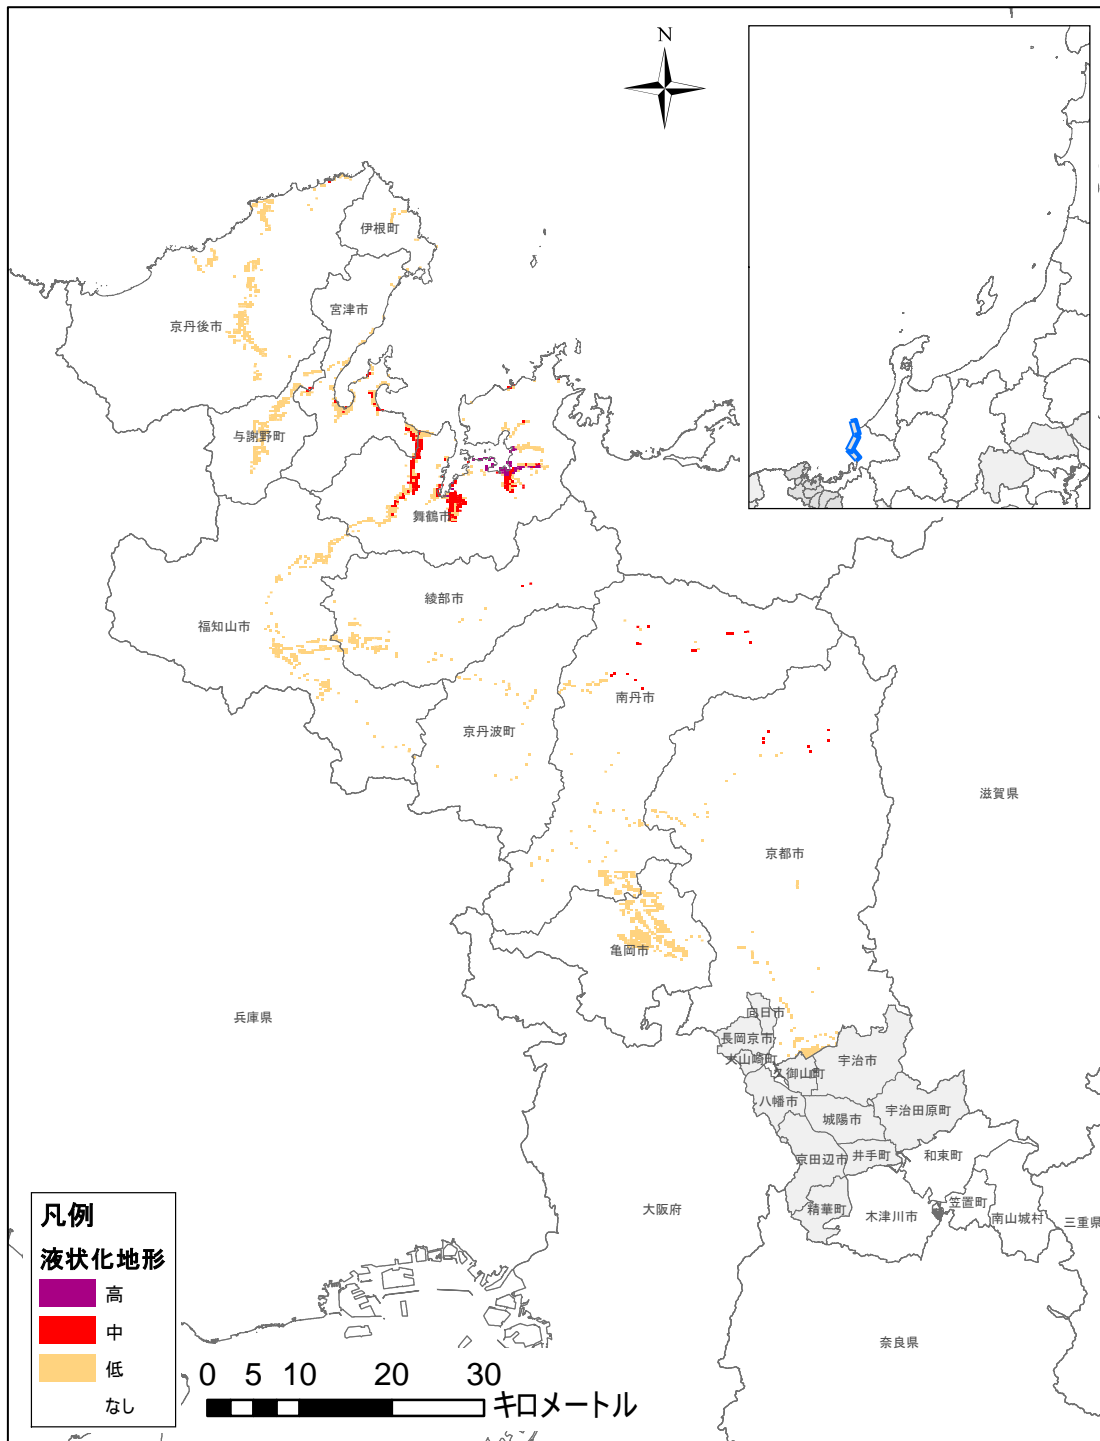 N
伊根町
宮津市
京丹後市
与謝野町
舞鶴市
綾部市
福知山市
南丹市
京丹波町
滋賀県
京都市
亀岡市
兵庫県
向日市
長岡京市
大山崎町
宇治市
久御山町
八幡市
宇治田原町
城陽市
京田辺市
井手町
和束町
精華町
木津川市
笠置町
南山城村
三重県
大阪府
奈良県
凡例
液状化地形
高
中
低
なし
0 5 10 20 30
キロメートル